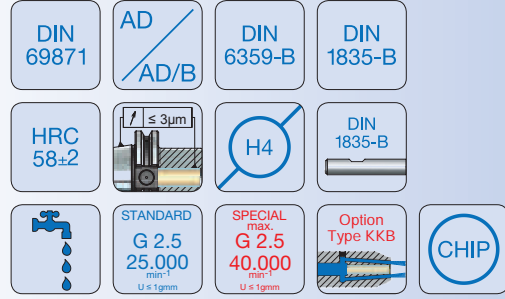 DIN
69871
AD
AD/B
DIN
6359-B
DIN
1835-B
HRC
58±2
≤ 3µm
H4
DIN
1835-B
STANDARD
G 2.5
25.000
min⁻¹
U ≤ 1gmm
SPECIAL
max.
G 2.5
40.000
min⁻¹
U ≤ 1gmm
Option
Type KKB
CHIP